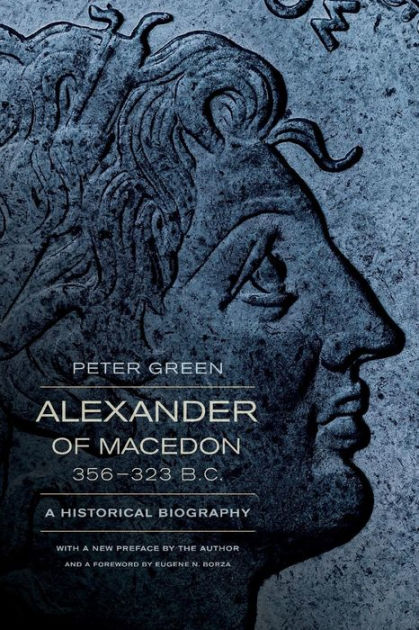 PETER GREEN
ALEXANDER
OF MACEDON
356–323 B.C.
A HISTORICAL BIOGRAPHY
WITH A NEW PREFACE BY THE AUTHOR
AND A FOREWORD BY EUGENE N. BORZA